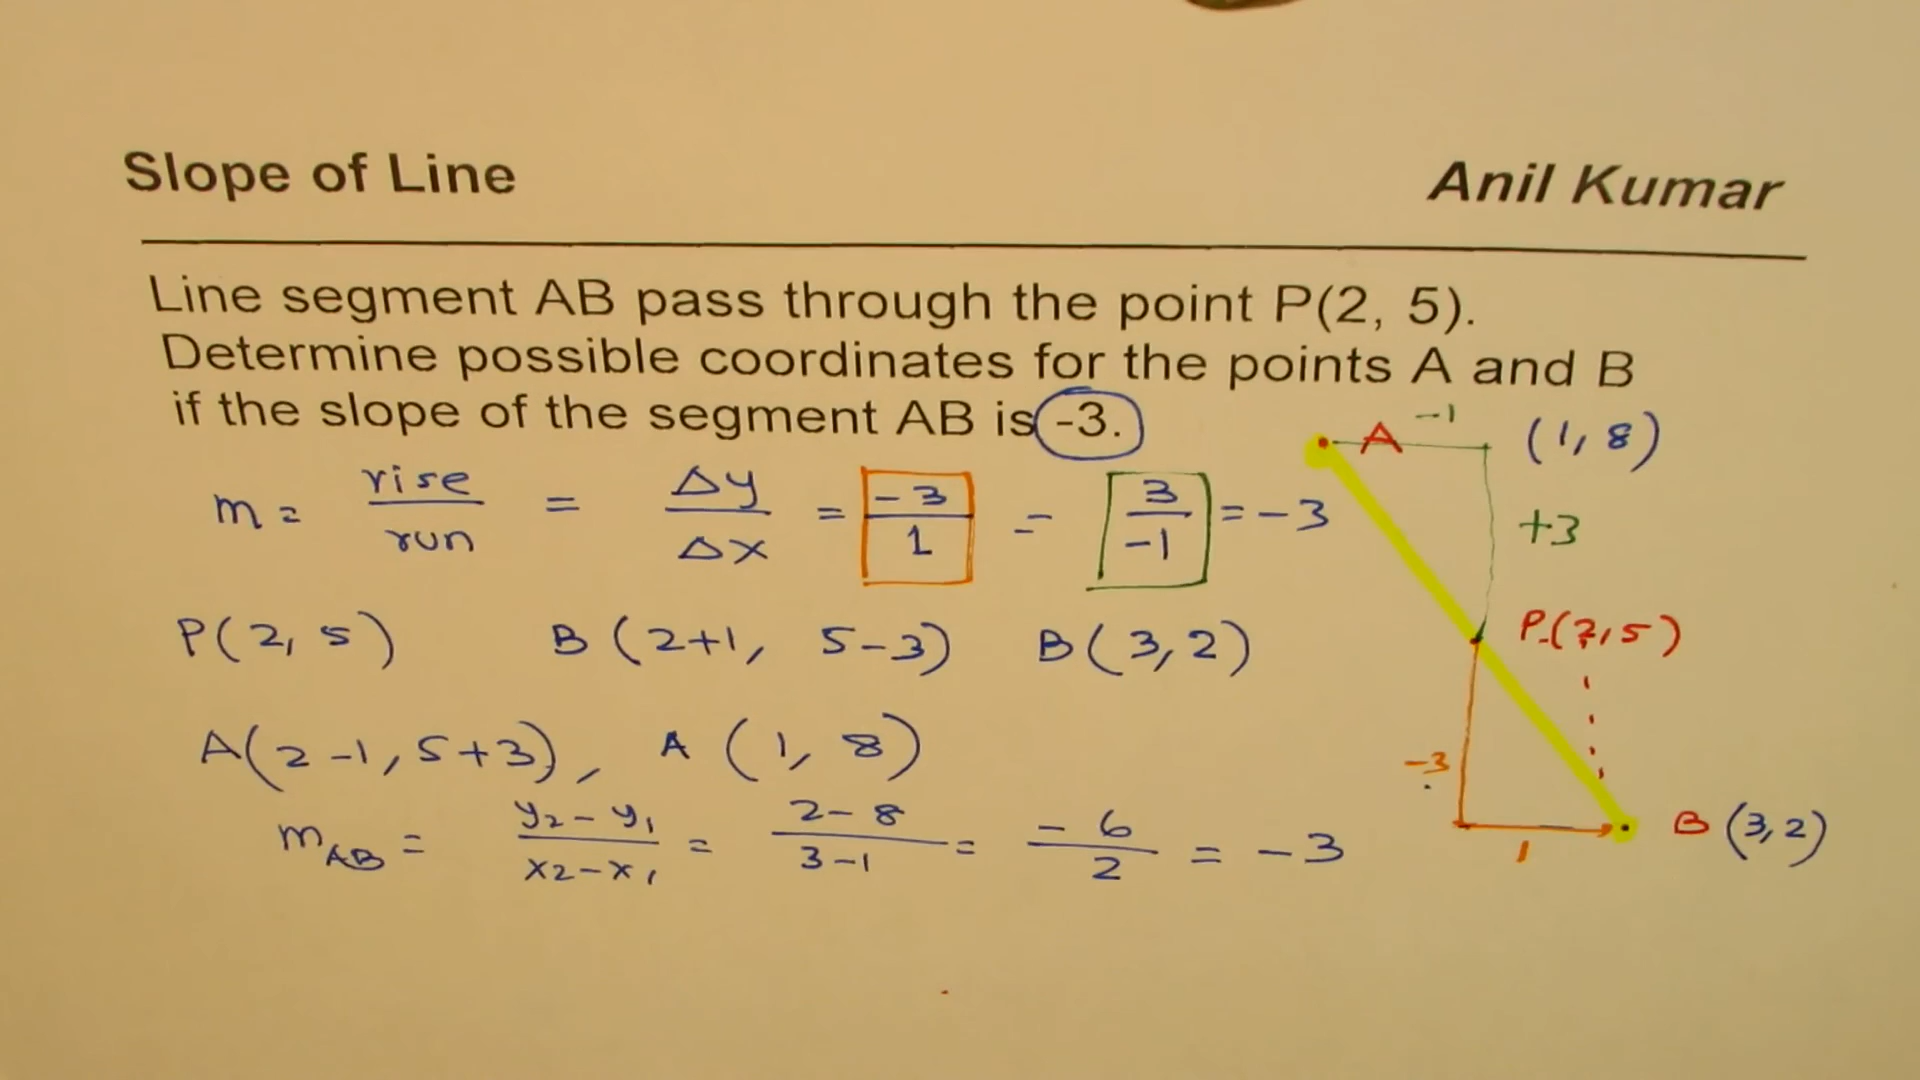 Slope of Line
Anil Kumar
Line segment AB pass through the point P(2, 5).
Determine possible coordinates for the points A and B
if the slope of the segment AB is -3.
m = rise/run = Δy/Δx = -3/1 = 3/-1 = -3
P(2, 5) B(2+1, 5-3) B(3, 2)
A(2-1, 5+3), A(1, 8)
m_AB = y₂-y₁/x₂-x₁ = 2-8/3-1 = -6/2 = -3
A -1 (1, 8)
+3
P(2, 5)
-3
1
B (3, 2)